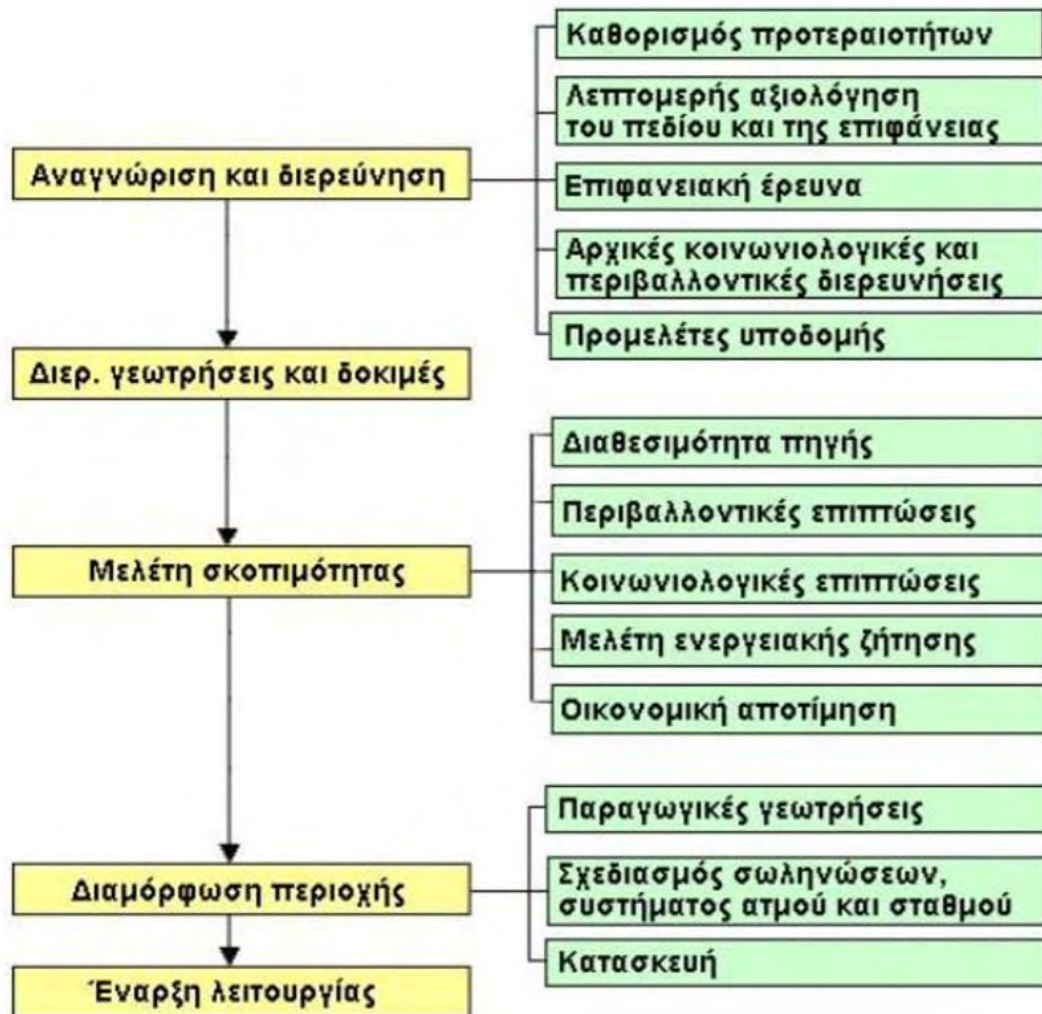 Αναγνώριση και διερεύνηση
Καθορισμός προτεραιοτήτων
Λεπτομερής αξιολόγηση
του πεδίου και της επιφάνειας
Επιφανειακή έρευνα
Αρχικές κοινωνιολογικές και
περιβαλλοντικές διερευνήσεις
Προμελέτες υποδομής
Διερ. γεωτρήσεις και δοκιμές
Μελέτη σκοπιμότητας
Διαθεσιμότητα πηγής
Περιβαλλοντικές επιπτώσεις
Κοινωνιολογικές επιπτώσεις
Μελέτη ενεργειακής ζήτησης
Οικονομική αποτίμηση
Διαμόρφωση περιοχής
Παραγωγικές γεωτρήσεις
Σχεδιασμός σωληνώσεων,
συστήματος ατμού και σταθμού
Κατασκευή
Έναρξη λειτουργίας